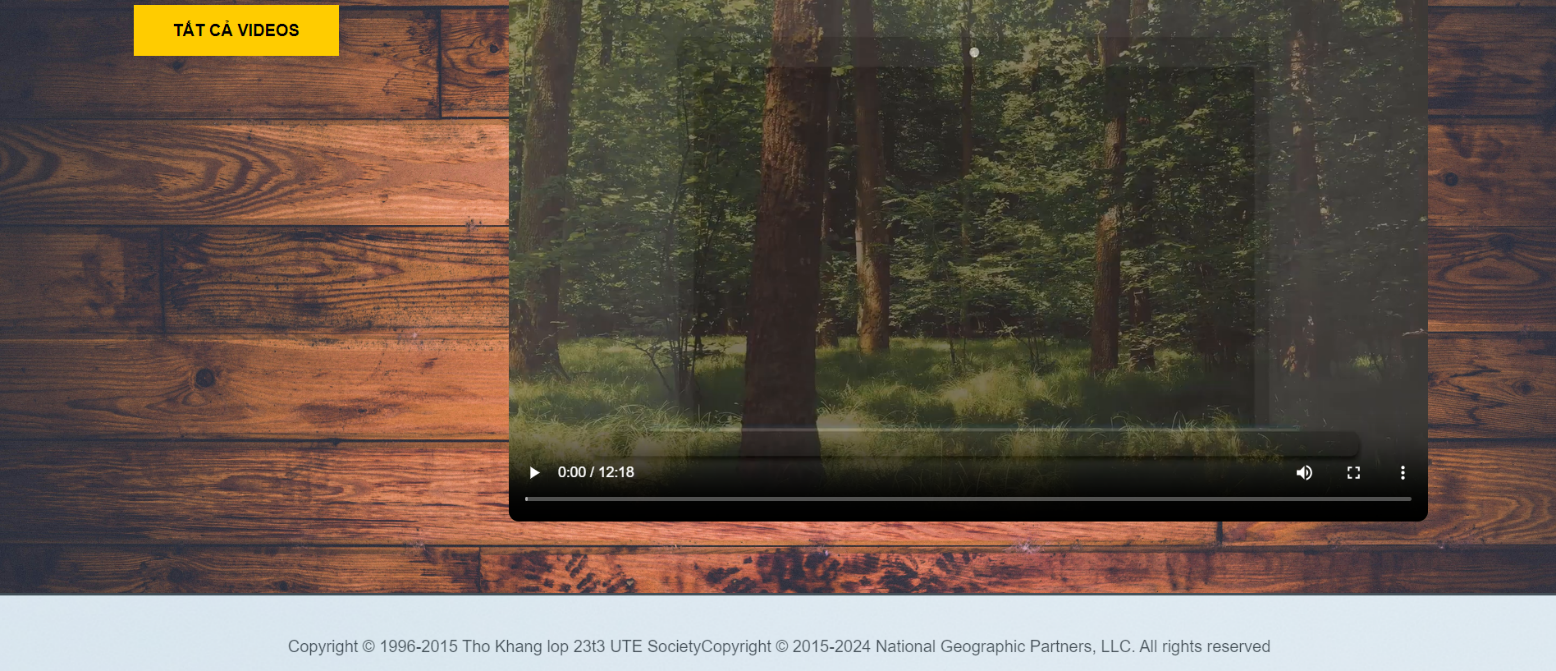 TẤT CẢ VIDEOS
0:00 / 12:18
Copyright © 1996-2015 Tho Khang lop 23t3 UTE SocietyCopyright © 2015-2024 National Geographic Partners, LLC. All rights reserved